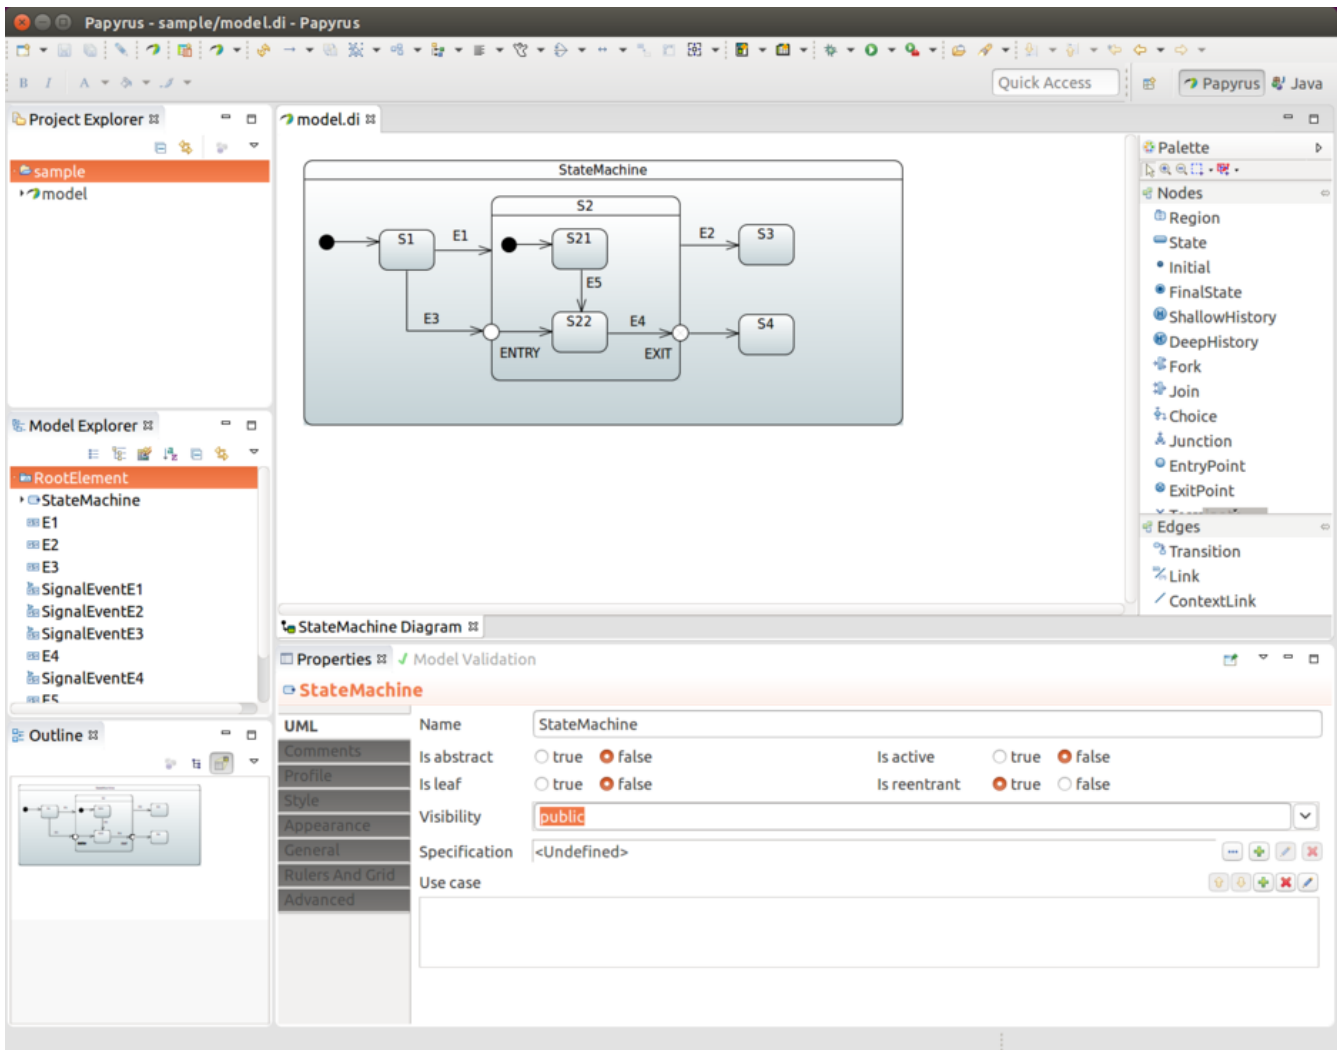 Papyrus - sample/model.di - Papyrus
B I A
Quick Access
Papyrus
Java
Project Explorer
sample
model
model.di
StateMachine
S2
S1
E1
S21
E2
S3
E5
E3
S22
E4
S4
ENTRY
EXIT
Palette
Nodes
Region
State
Initial
FinalState
ShallowHistory
DeepHistory
Fork
Join
Choice
Junction
EntryPoint
ExitPoint
Edges
Transition
Link
ContextLink
Model Explorer
RootElement
StateMachine
E1
E2
E3
SignalEventE1
SignalEventE2
SignalEventE3
E4
SignalEventE4
E5
StateMachine Diagram
Outline
Properties
Model Validation
StateMachine
UML
Comments
Profile
Style
Appearance
General
Rulers And Grid
Advanced
Name StateMachine
Is abstract true false Is active true false
Is leaf true false Is reentrant true false
Visibility public
Specification <Undefined>
Use case